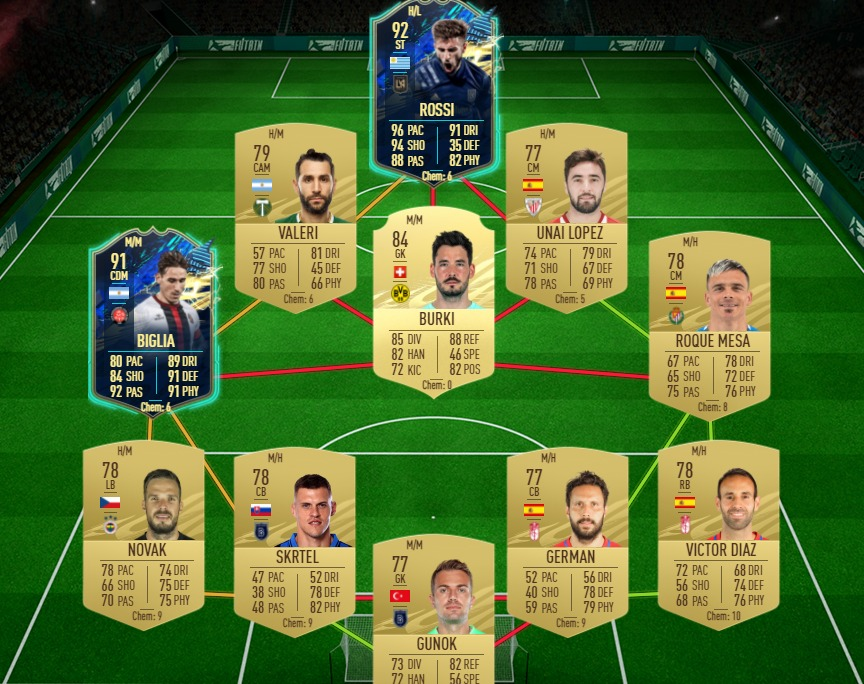 FUTBIN
FUTBIN
H/L
92
ST
ROSSI
96 PAC 91 DRI
94 SHO 35 DEF
88 PAS 82 PHY
Chem: 6
H/M
79
CAM
VALERI
57 PAC 81 DRI
77 SHO 45 DEF
80 PAS 66 PHY
Chem: 6
H/M
77
CM
UNAI LOPEZ
74 PAC 79 DRI
71 SHO 67 DEF
78 PAS 69 PHY
Chem: 5
M/M
84
GK
BURKI
85 DIV 88 REF
82 HAN 46 SPE
72 KIC 82 POS
Chem: 0
M/M
91
CDM
BIGLIA
80 PAC 89 DRI
84 SHO 91 DEF
92 PAS 91 PHY
Chem: 6
M/H
78
CM
ROQUE MESA
67 PAC 78 DRI
65 SHO 72 DEF
75 PAS 76 PHY
Chem: 8
H/M
78
LB
NOVAK
78 PAC 74 DRI
66 SHO 75 DEF
70 PAS 75 PHY
Chem: 9
M/H
78
CB
SKRTEL
47 PAC 52 DRI
38 SHO 78 DEF
48 PAS 82 PHY
Chem: 9
M/H
77
CB
GERMAN
52 PAC 56 DRI
40 SHO 78 DEF
59 PAS 79 PHY
Chem: 9
M/H
78
RB
VICTOR DIAZ
72 PAC 68 DRI
56 SHO 74 DEF
68 PAS 76 PHY
Chem: 10
M/M
77
GK
GUNOK
73 DIV 82 REF
72 HAN 56 SPE